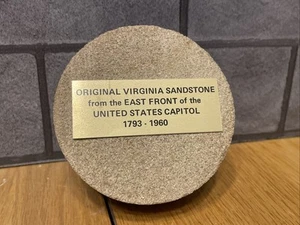 ORIGINAL VIRGINIA SANDSTONE
from the EAST FRONT of the
UNITED STATES CAPITOL
1793 - 1960